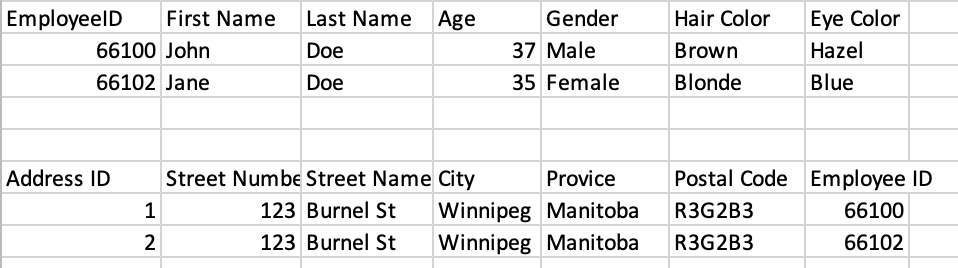 EmployeeID First Name Last Name Age Gender Hair Color Eye Color
66100 John Doe 37 Male Brown Hazel
66102 Jane Doe 35 Female Blonde Blue
Address ID Street Numbe Street Name City Provice Postal Code Employee ID
1 123 Burnel St Winnipeg Manitoba R3G2B3 66100
2 123 Burnel St Winnipeg Manitoba R3G2B3 66102